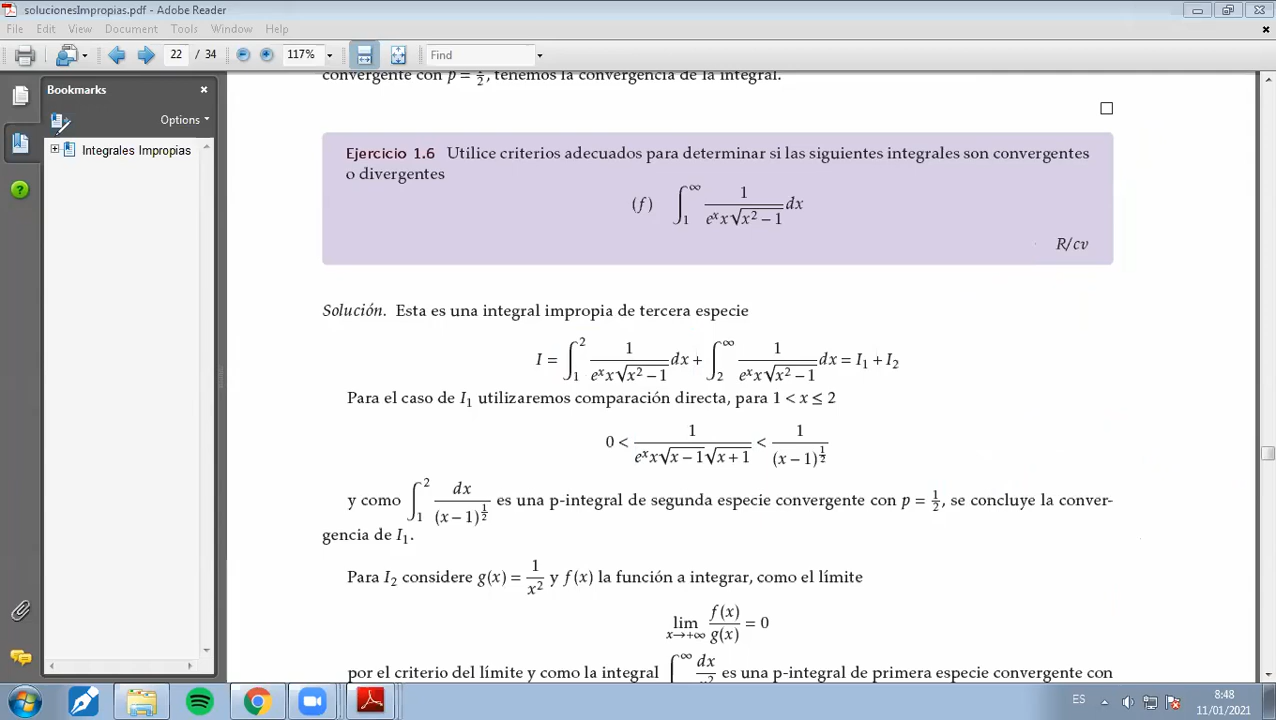 solucionesImpropias.pdf - Adobe Reader
File Edit View Document Tools Window Help
22 / 34 117% Find
Bookmarks
Options
Integrales Impropias
convergente con p = 1/2, tenemos la convergencia de la integral.
□
Ejercicio 1.6 Utilice criterios adecuados para determinar si las siguientes integrales son convergentes
o divergentes
(f) ∫_1^∞ 1/(e^x x√(x^2 − 1)) dx
R/cv
Solución. Esta es una integral impropia de tercera especie
I = ∫_1^2 1/(e^x x√(x^2 − 1)) dx + ∫_2^∞ 1/(e^x x√(x^2 − 1)) dx = I_1 + I_2
Para el caso de I_1 utilizaremos comparación directa, para 1 < x ≤ 2
0 < 1/(e^x x√(x − 1)√(x + 1)) < 1/(x − 1)^(1/2)
y como ∫_1^2 dx/(x − 1)^(1/2) es una p-integral de segunda especie convergente con p = 1/2, se concluye la conver-
gencia de I_1.
Para I_2 considere g(x) = 1/x^2 y f(x) la función a integrar, como el límite
lim_{x→+∞} f(x)/g(x) = 0
por el criterio del límite y como la integral ∫^∞ dx/x^2 es una p-integral de primera especie convergente con
ES 8:48
11/01/2021